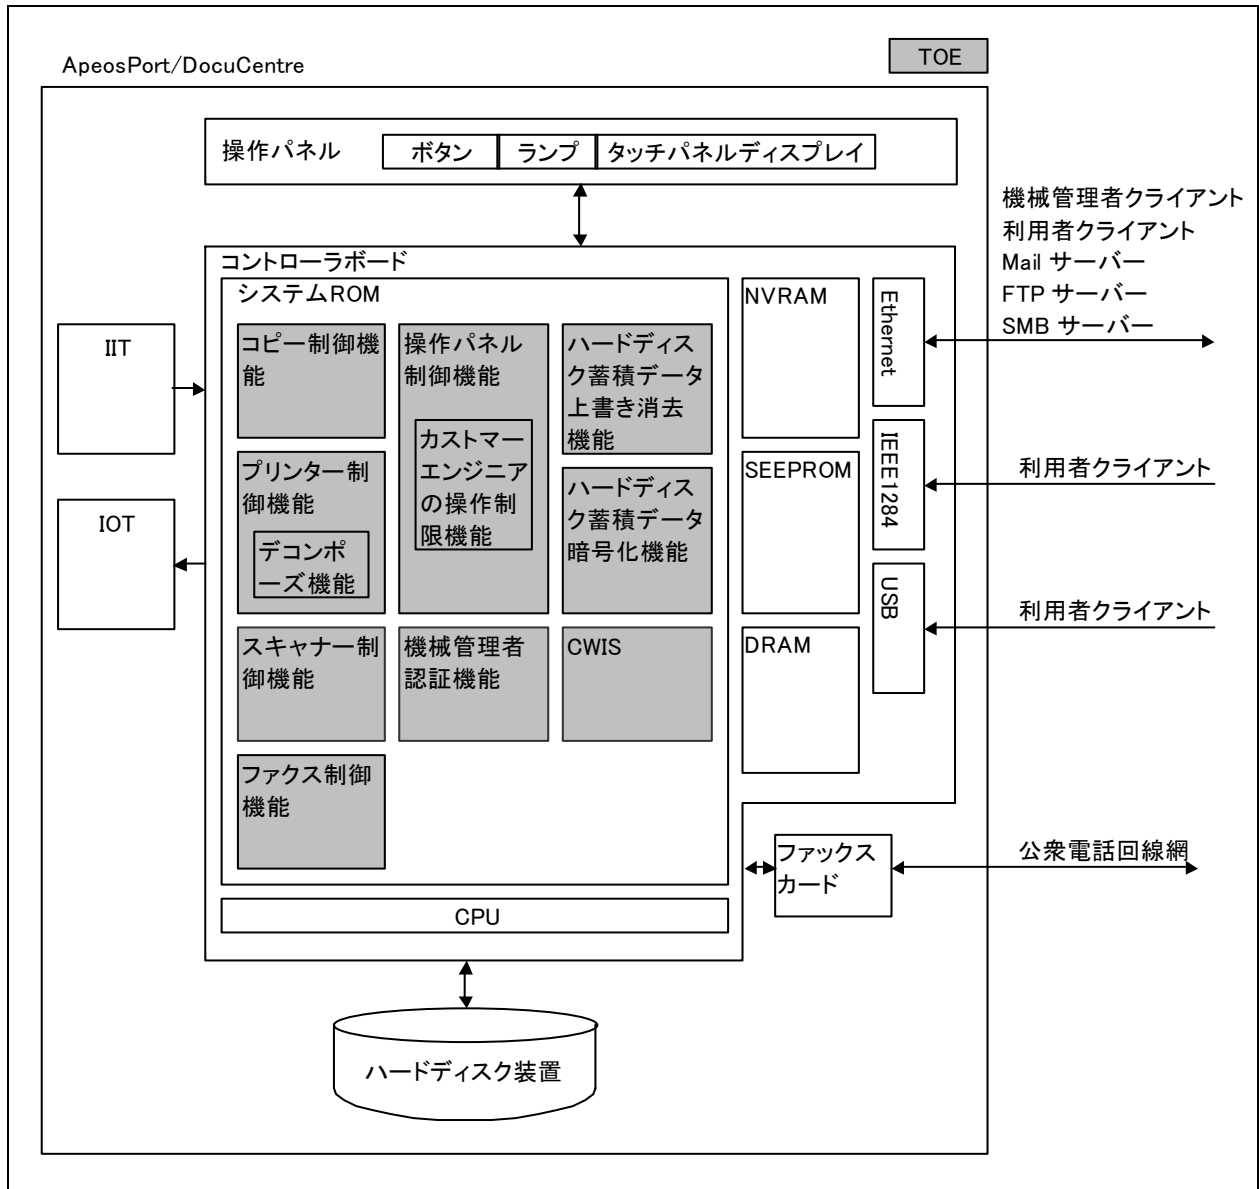 TOE
ApeosPort/DocuCentre
操作パネル
ボタン
ランプ
タッチパネルディスプレイ
機械管理者クライアント
利用者クライアント
Mail サーバー
FTP サーバー
SMB サーバー
コントローラボード
システムROM
NVRAM
Ethernet
IIT
コピー制御機
能
操作パネル
制御機能
ハードディス
ク蓄積データ
上書き消去
機能
カストマー
エンジニア
の操作制
限機能
プリンター制
御機能
デコンポ
ーズ機能
ハードディス
ク蓄積データ
暗号化機能
SEEPROM
IEEE1284
利用者クライアント
IOT
USB
利用者クライアント
スキャナー制
御機能
機械管理者
認証機能
CWIS
DRAM
ファクス制御
機能
ファックス
カード
公衆電話回線網
CPU
ハードディスク装置